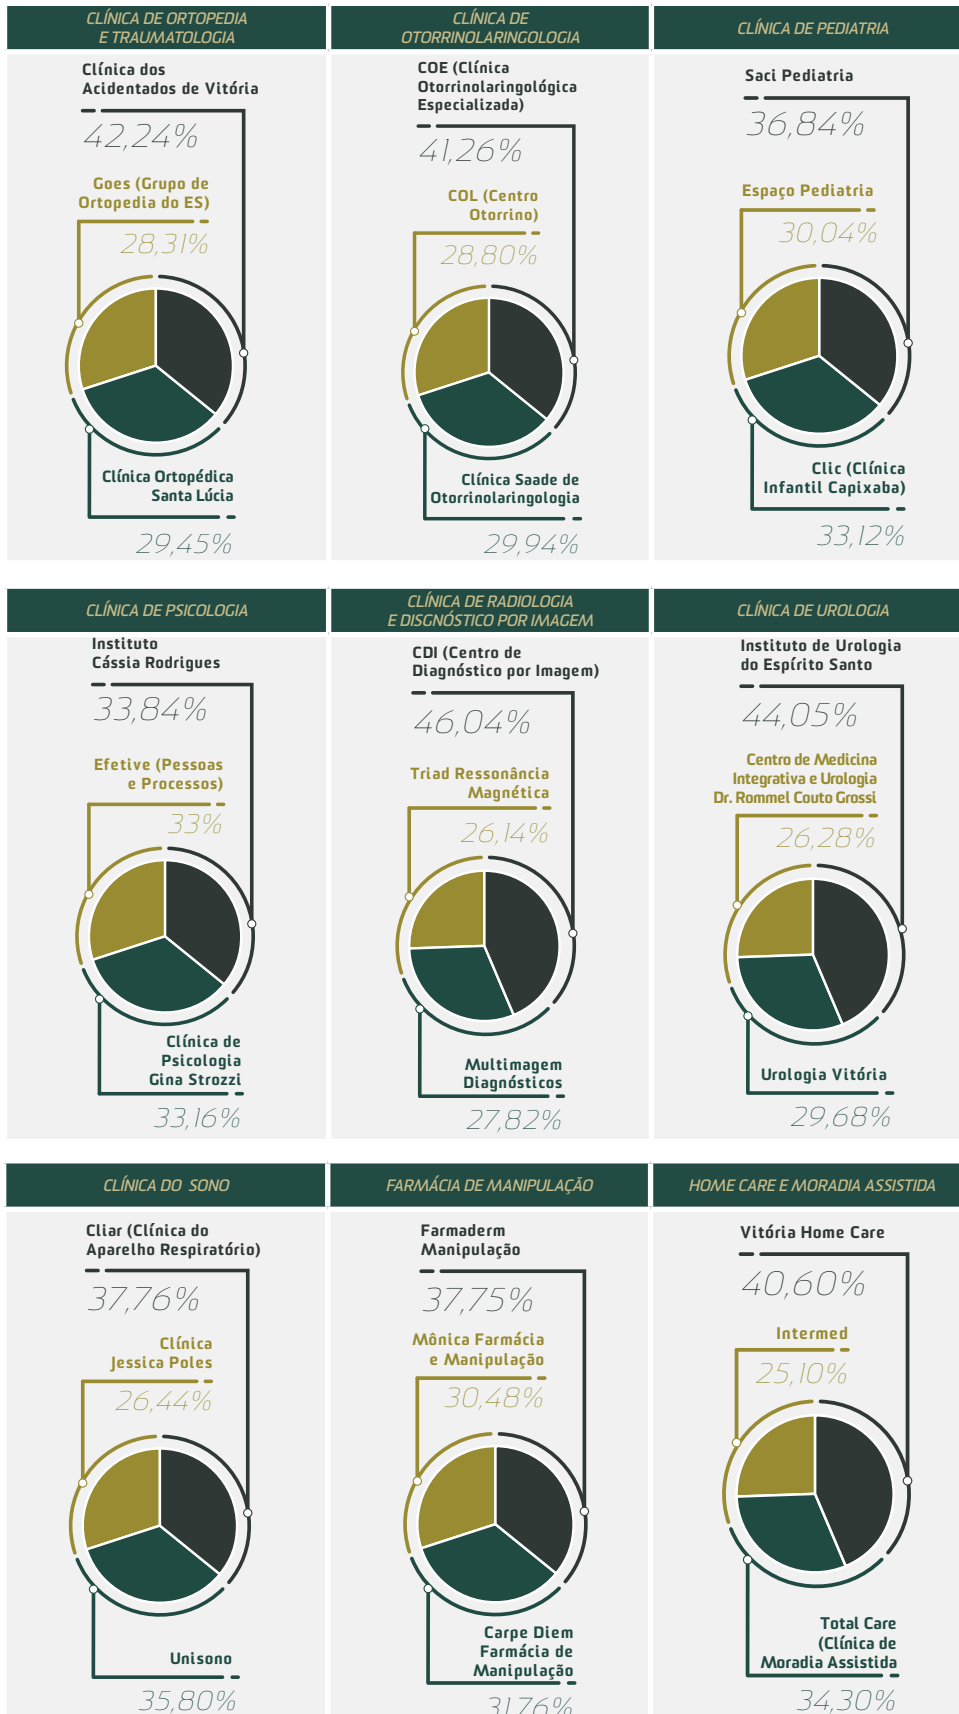 CLÍNICA DE ORTOPEDIA
E TRAUMATOLOGIA
Clínica dos
Acidentados de Vitória
42,24%
Goes (Grupo de
Ortopedia do ES)
28,31%
Clínica Ortopédica
Santa Lúcia
29,45%
CLÍNICA DE
OTORRINOLARINGOLOGIA
COE (Clínica
Otorrinolaringológica
Especializada)
41,26%
COL (Centro
Otorrino)
28,80%
Clínica Saade de
Otorrinolaringologia
29,94%
CLÍNICA DE PEDIATRIA
Saci Pediatria
36,84%
Espaço Pediatria
30,04%
Clic (Clínica
Infantil Capixaba)
33,12%
CLÍNICA DE PSICOLOGIA
Instituto
Cássia Rodrigues
33,84%
Efetive (Pessoas
e Processos)
33%
Clínica de
Psicologia
Gina Strozzi
33,16%
CLÍNICA DE RADIOLOGIA
E DISGNÓSTICO POR IMAGEM
CDI (Centro de
Diagnóstico por Imagem)
46,04%
Triad Ressonância
Magnética
26,14%
Multimagem
Diagnósticos
27,82%
CLÍNICA DE UROLOGIA
Instituto de Urologia
do Espírito Santo
44,05%
Centro de Medicina
Integrativa e Urologia
Dr. Rommel Couto Grossi
26,28%
Urologia Vitória
29,68%
CLÍNICA DO SONO
Cliar (Clínica do
Aparelho Respiratório)
37,76%
Clínica
Jessica Poles
26,44%
Unisono
35,80%
FARMÁCIA DE MANIPULAÇÃO
Farmaderm
Manipulação
37,75%
Mônica Farmácia
e Manipulação
30,48%
Carpe Diem
Farmácia de
Manipulação
31,76%
HOME CARE E MORADIA ASSISTIDA
Vitória Home Care
40,60%
Intermed
25,10%
Total Care
(Clínica de
Moradia Assistida
34,30%